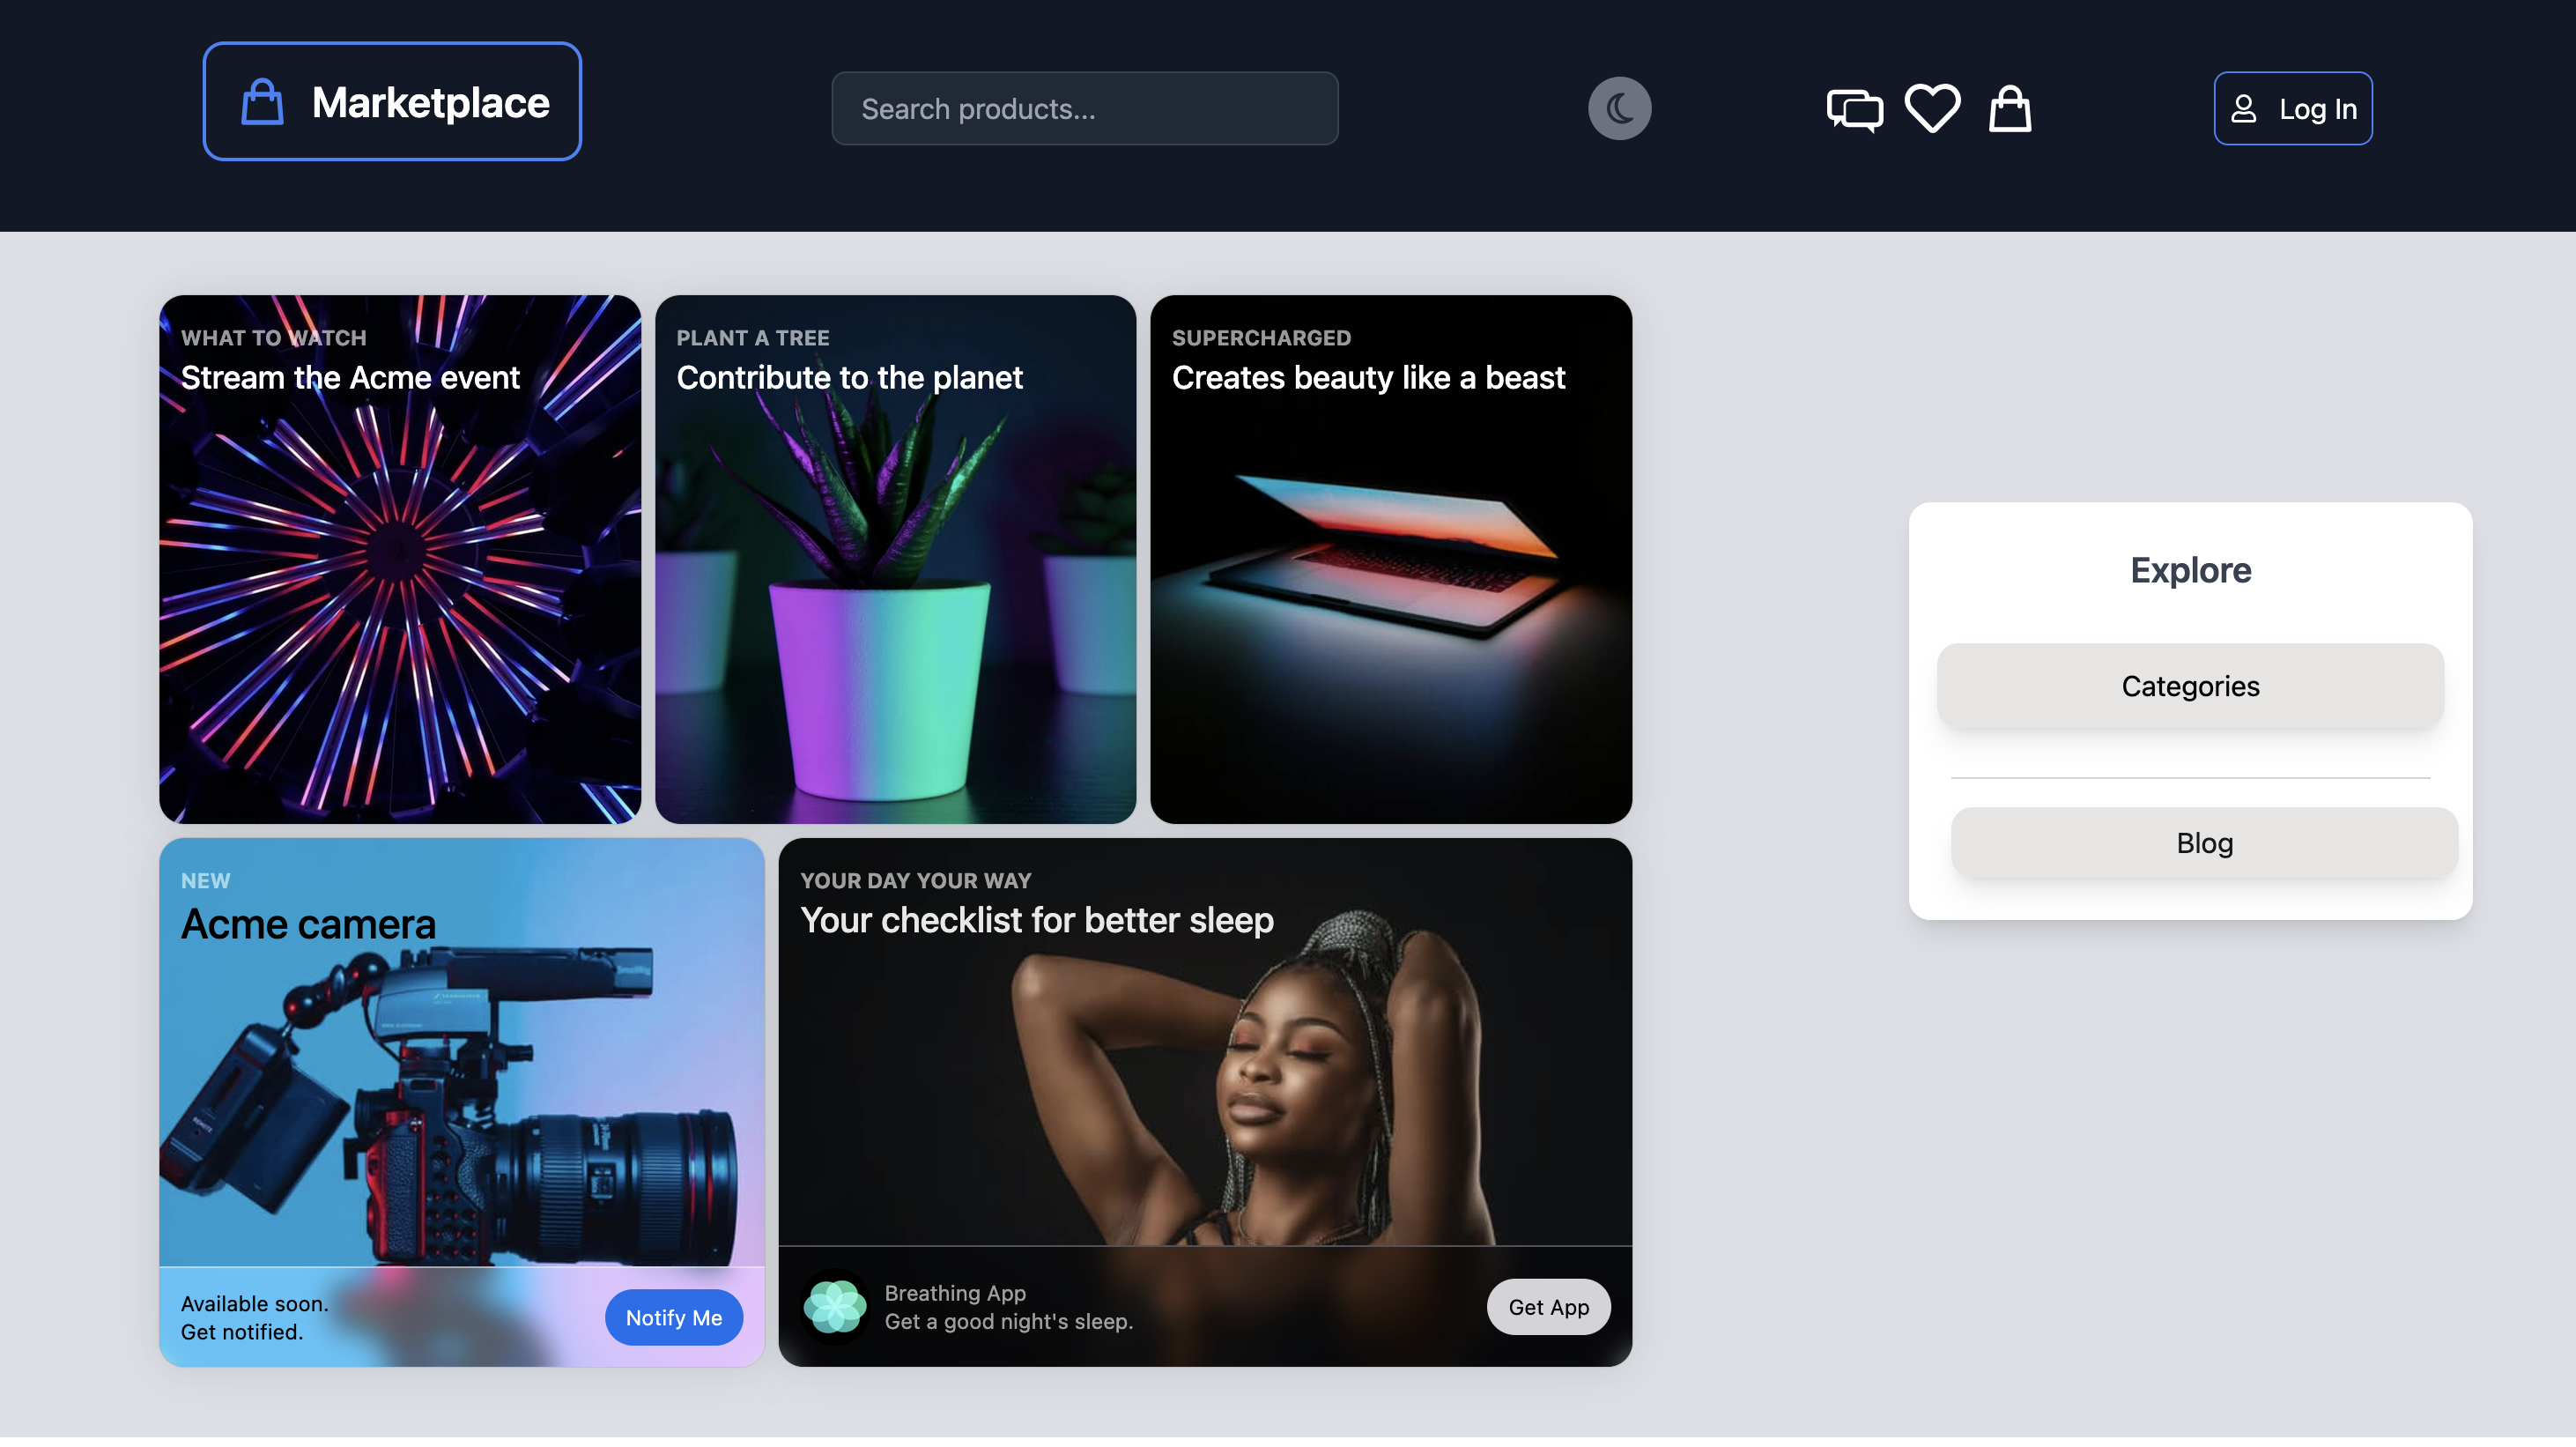 Marketplace
Search products...
Log In
WHAT TO WATCH
Stream the Acme event
PLANT A TREE
Contribute to the planet
SUPERCHARGED
Creates beauty like a beast
Explore
Categories
Blog
NEW
Acme camera
REMOTE
Available soon.
Get notified.
Notify Me
YOUR DAY YOUR WAY
Your checklist for better sleep
Breathing App
Get a good night's sleep.
Get App